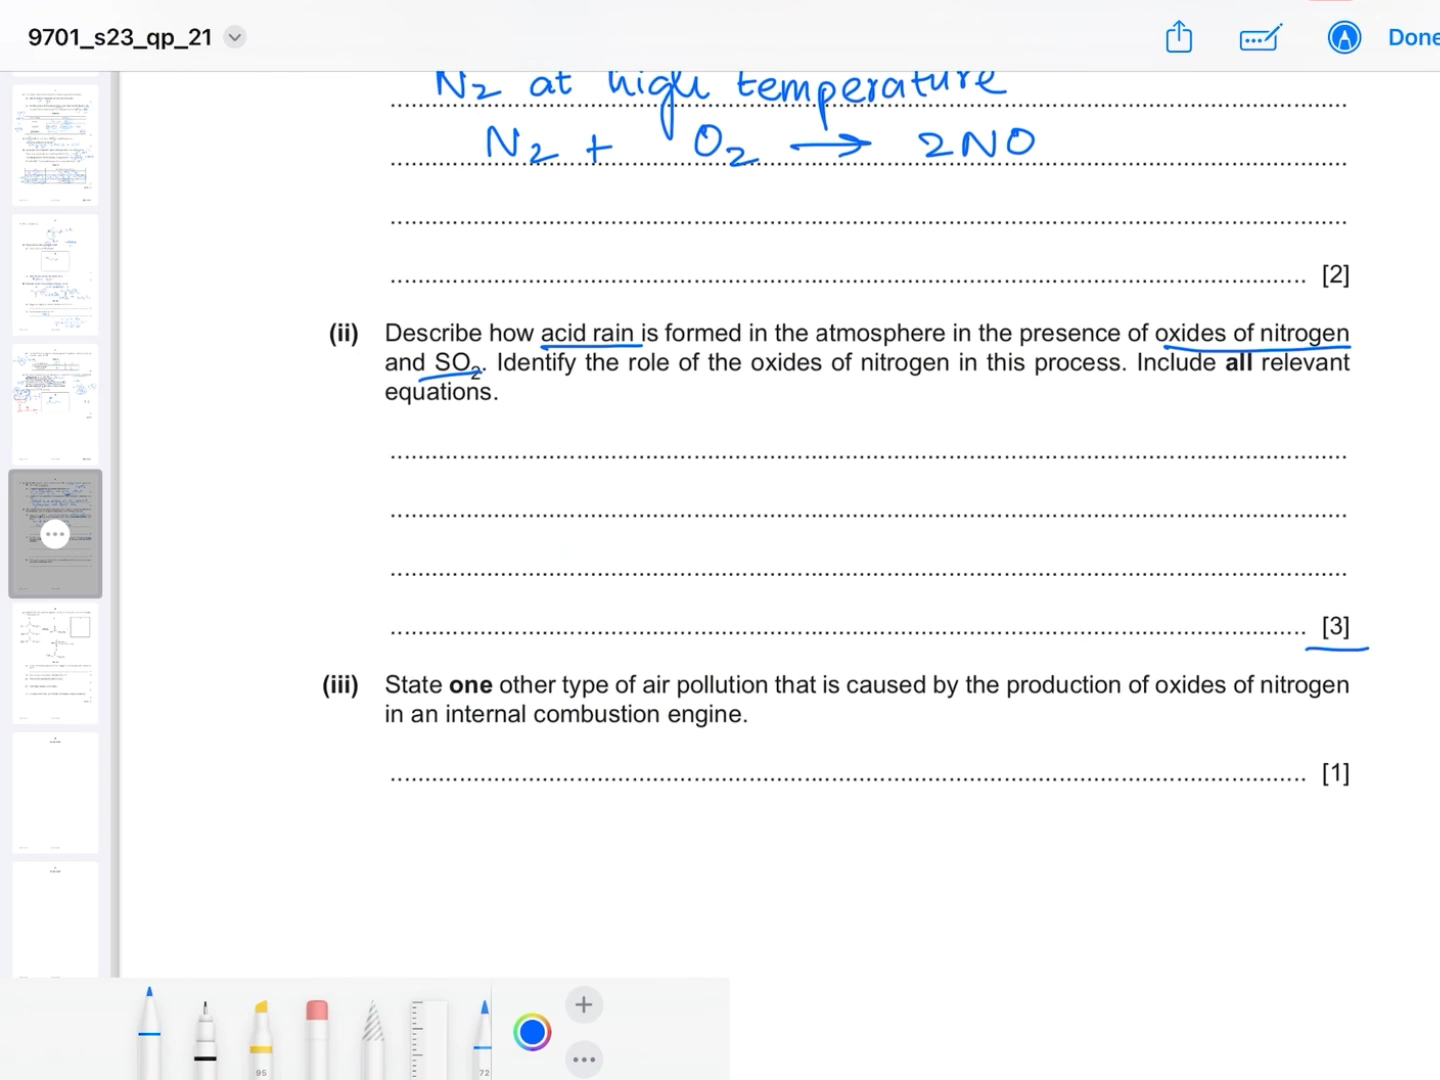 9701_s23_qp_21
Done
N2 at high temperature
N2 + O2 → 2NO
[2]
(ii) Describe how acid rain is formed in the atmosphere in the presence of oxides of nitrogen
and SO2. Identify the role of the oxides of nitrogen in this process. Include all relevant
equations.
[3]
(iii) State one other type of air pollution that is caused by the production of oxides of nitrogen
in an internal combustion engine.
[1]
95
72